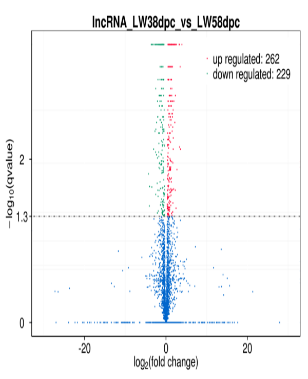 lncRNA_LW38dpc_vs_LW58dpc
up regulated: 262
down regulated: 229
−log₁₀(qvalue)
2
1.3
0
-20 0 20
log₂(fold change)